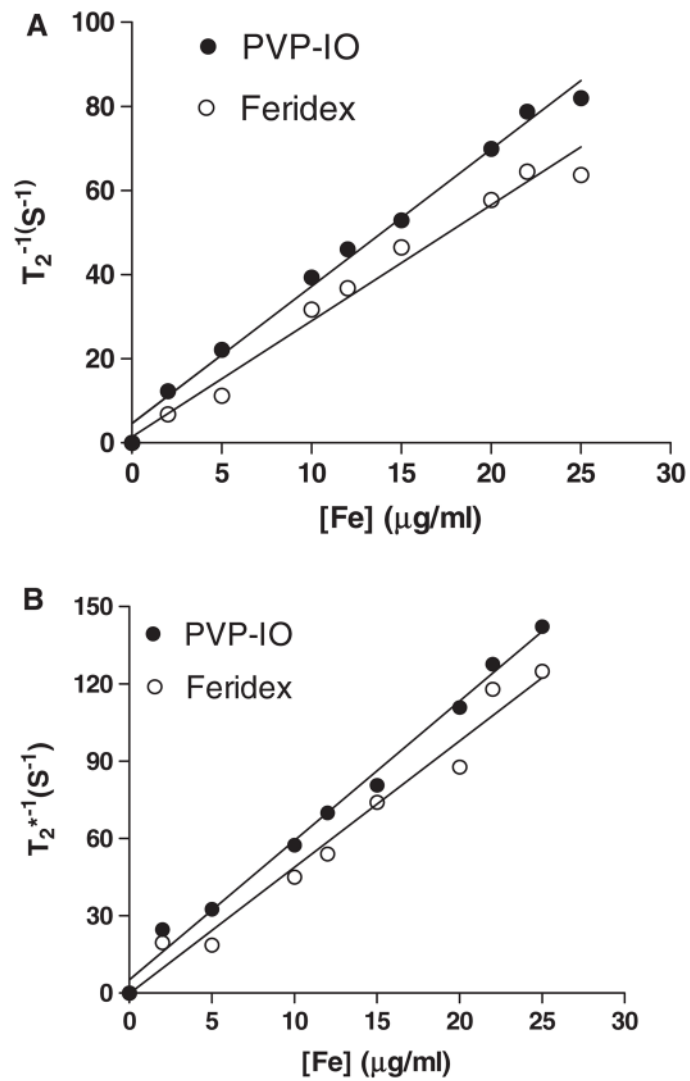 A
PVP-IO
Feridex
100
80
60
40
20
0
T₂⁻¹(S⁻¹)
0 5 10 15 20 25 30
[Fe] (μg/ml)
B
PVP-IO
Feridex
150
120
90
60
30
0
T₂*⁻¹(S⁻¹)
0 5 10 15 20 25 30
[Fe] (μg/ml)